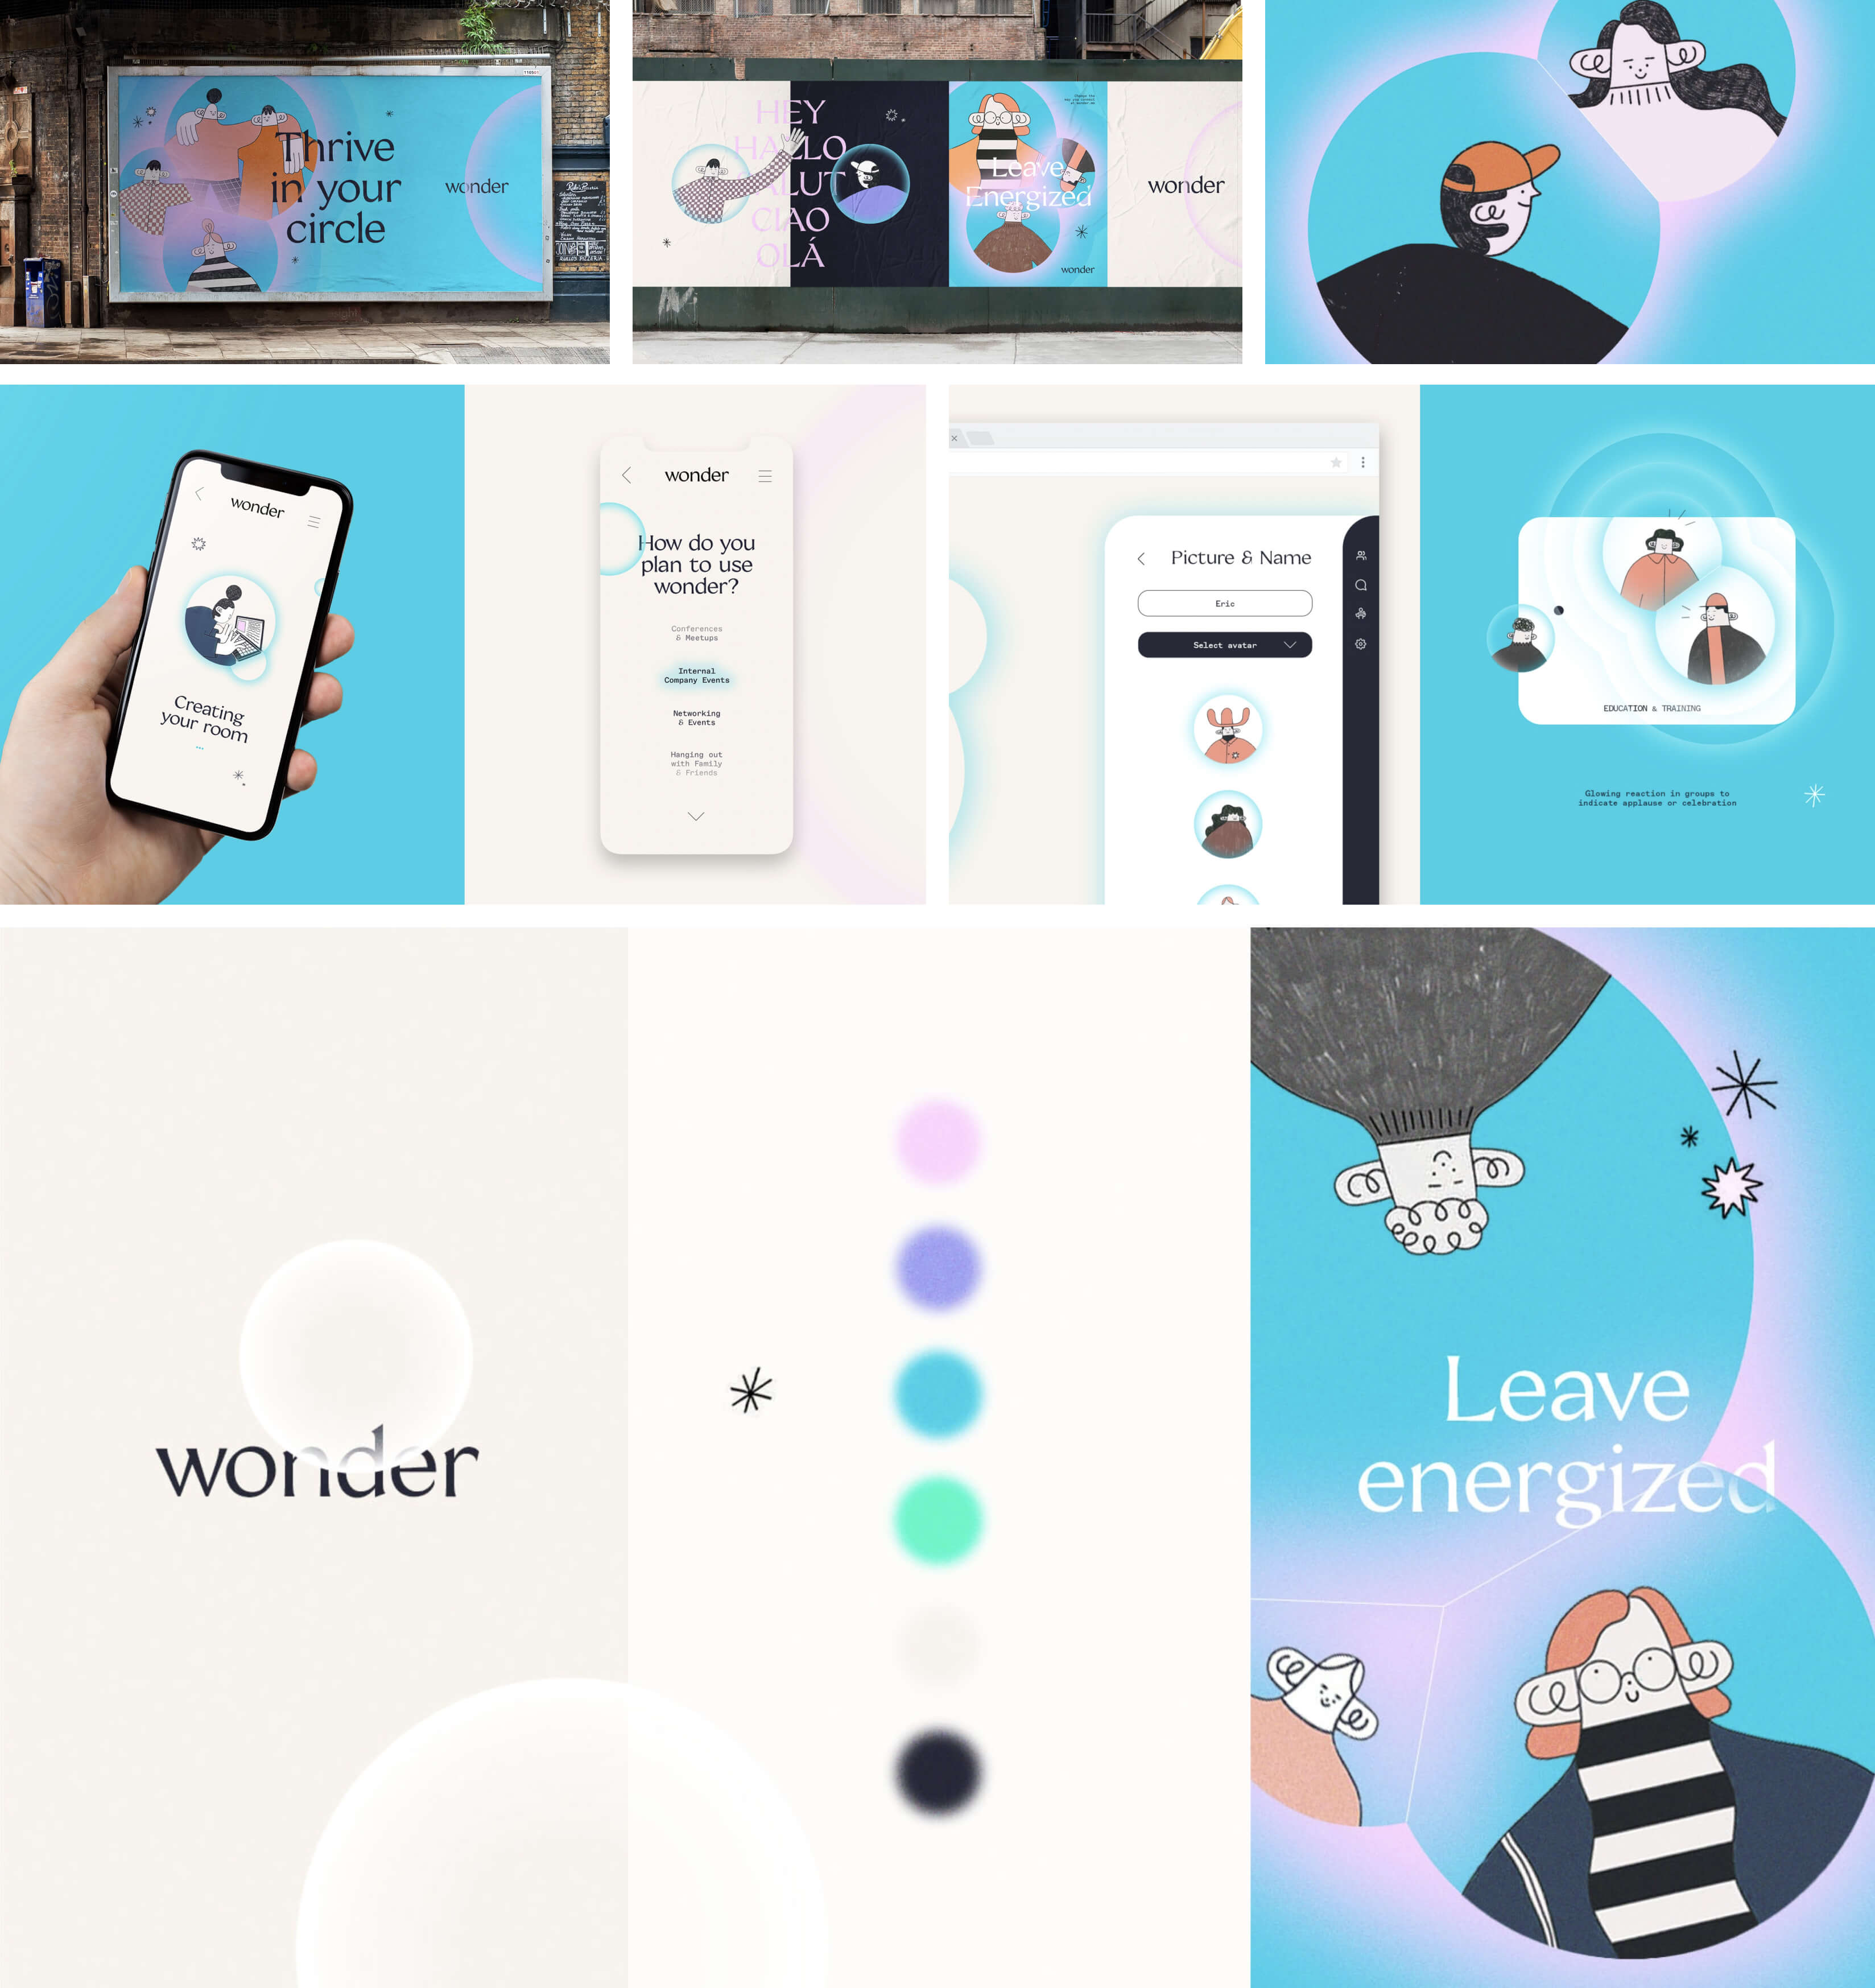 Thrive
in your
circle
wonder
HEY
HALLO
SALUT
CIAO
OLÁ
Leave
Energized
wonder
wonder
wonder
Creating
your room
...
wonder
How do you
plan to use
wonder?
Conferences
& Meetups
Internal
Company Events
Networking
& Events
Hanging out
with Family
& Friends
Picture & Name
Eric
Select avatar
EDUCATION & TRAINING
Glowing reaction in groups to
indicate applause or celebration
wonder
Leave
energized